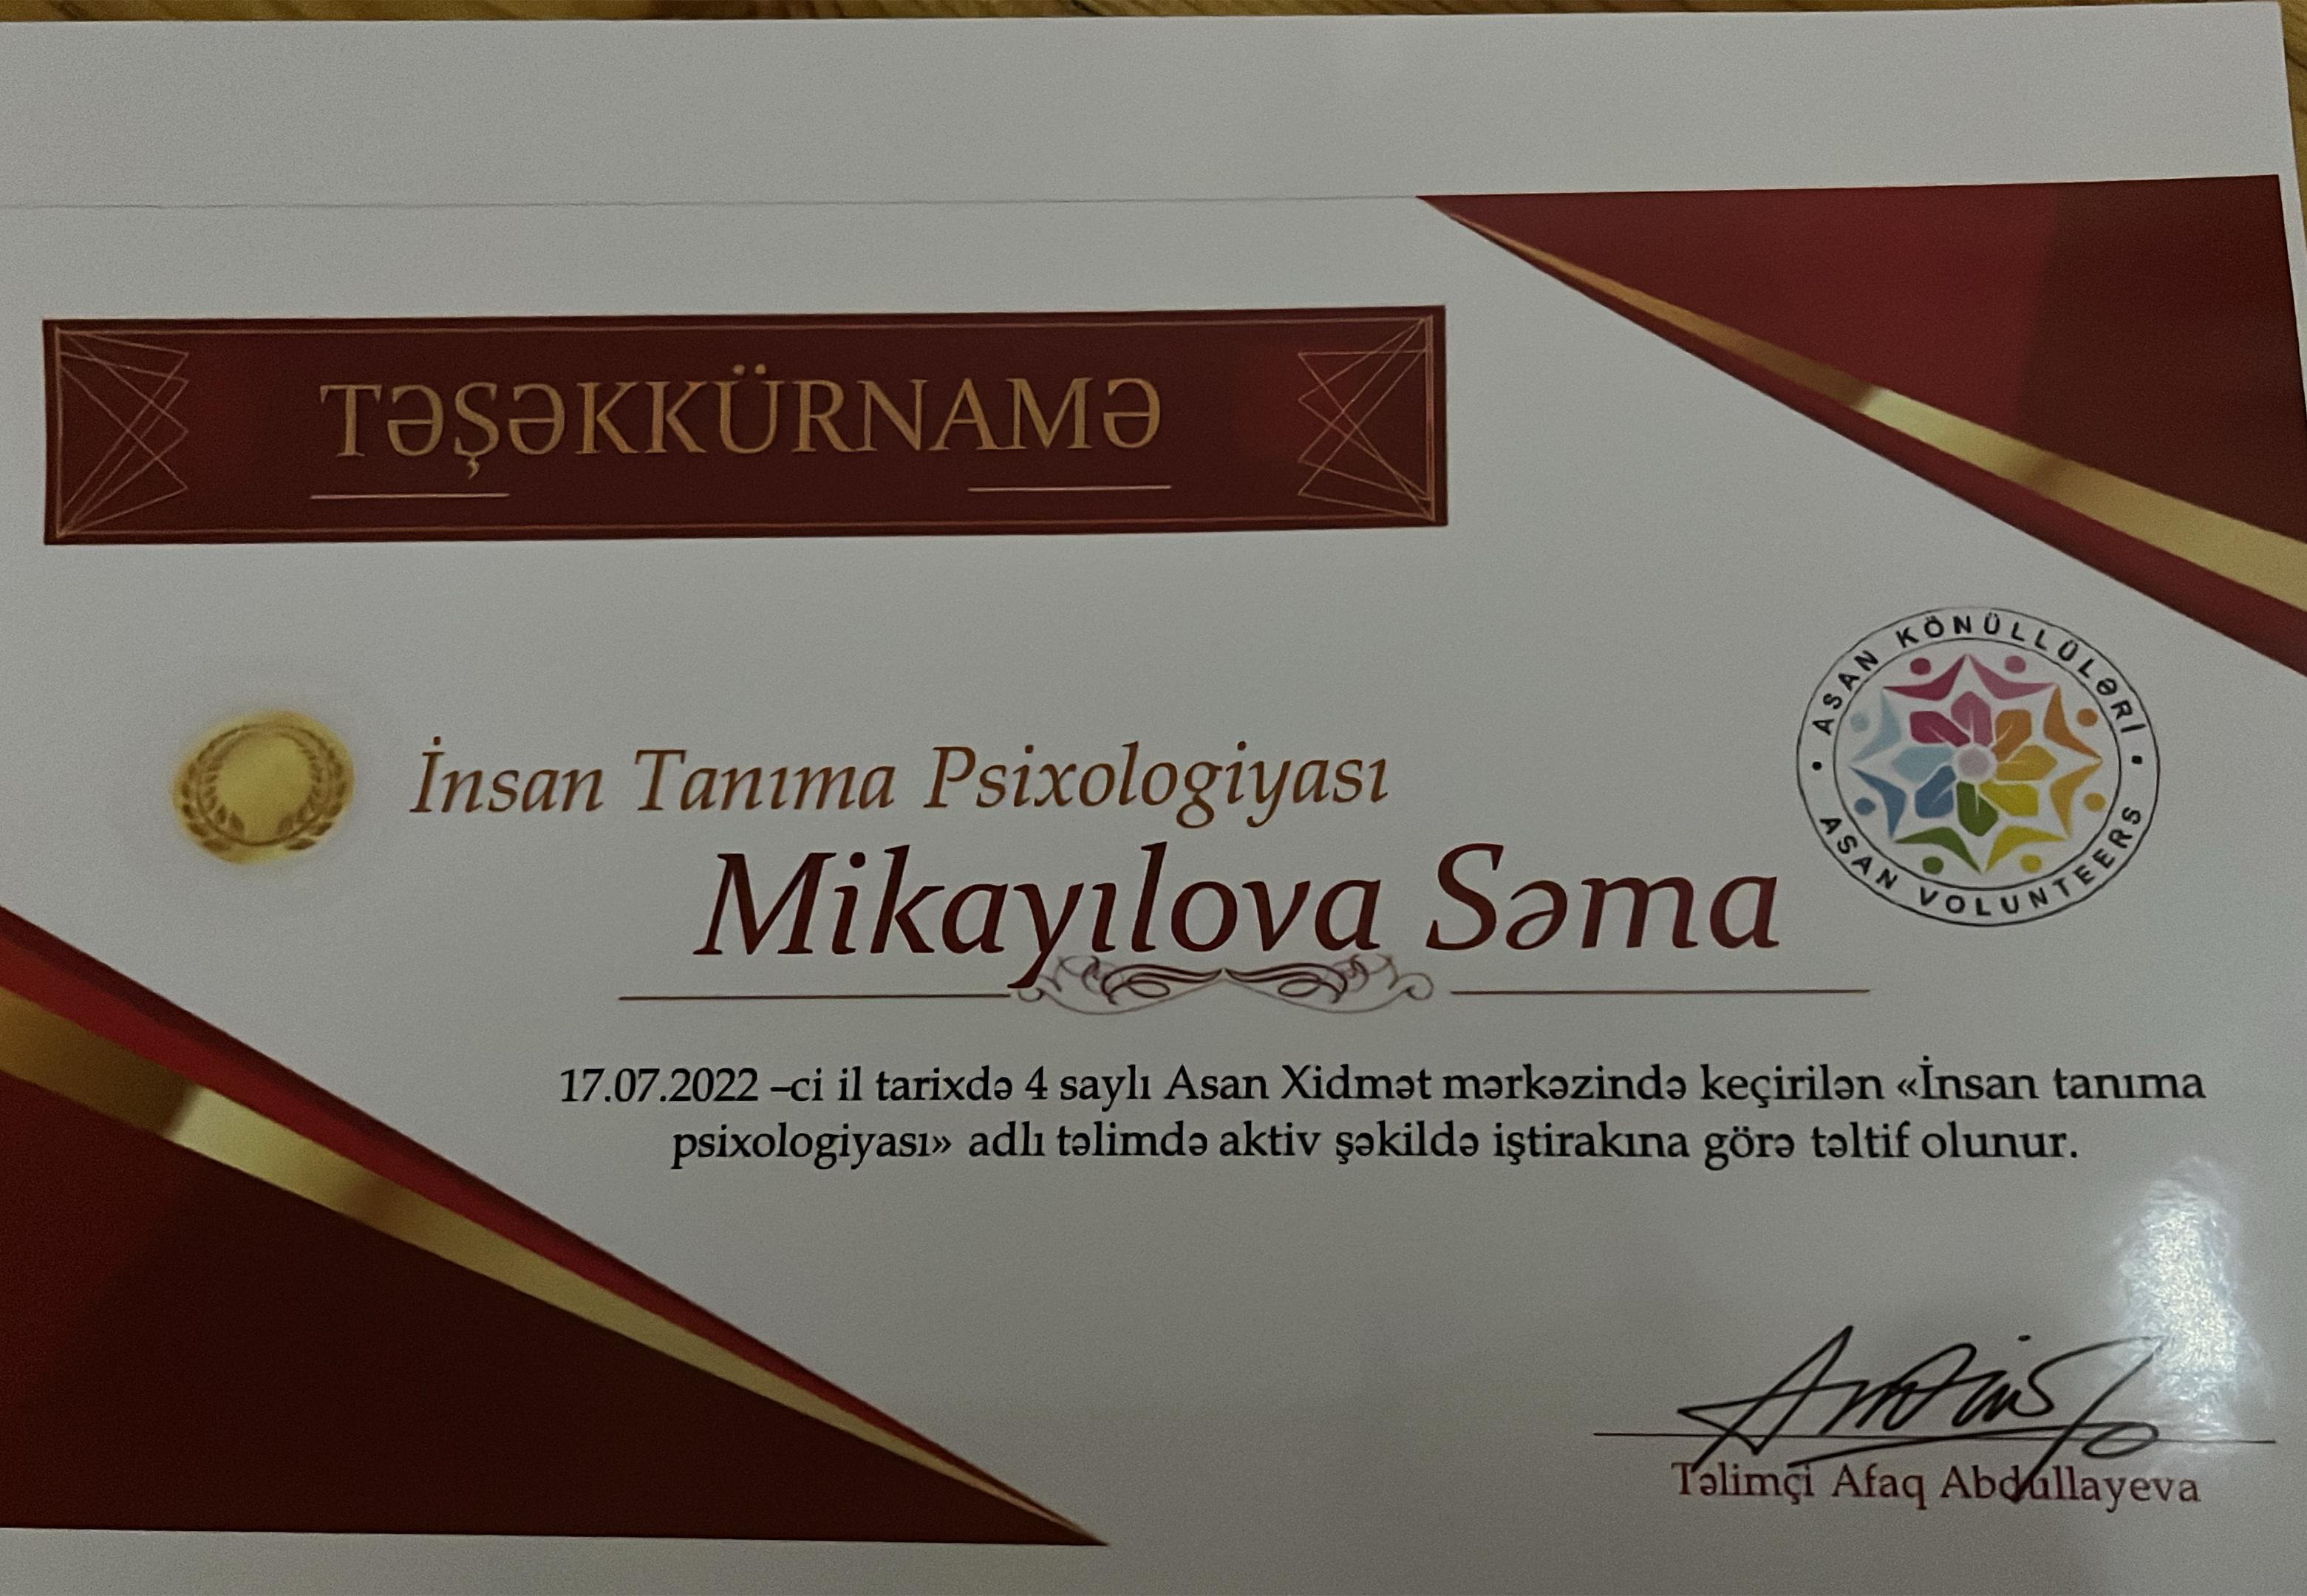 TƏŞƏKKÜRNAMƏ
İnsan Tanıma Psixologiyası
Mikayılova Səma
ASAN KÖNÜLLÜLƏRİ
ASAN VOLUNTEERS
17.07.2022 –ci il tarixdə 4 saylı Asan Xidmət mərkəzində keçirilən «İnsan tanıma
psixologiyası» adlı təlimdə aktiv şəkildə iştirakına görə təltif olunur.
Təlimçi Afaq Abdullayeva